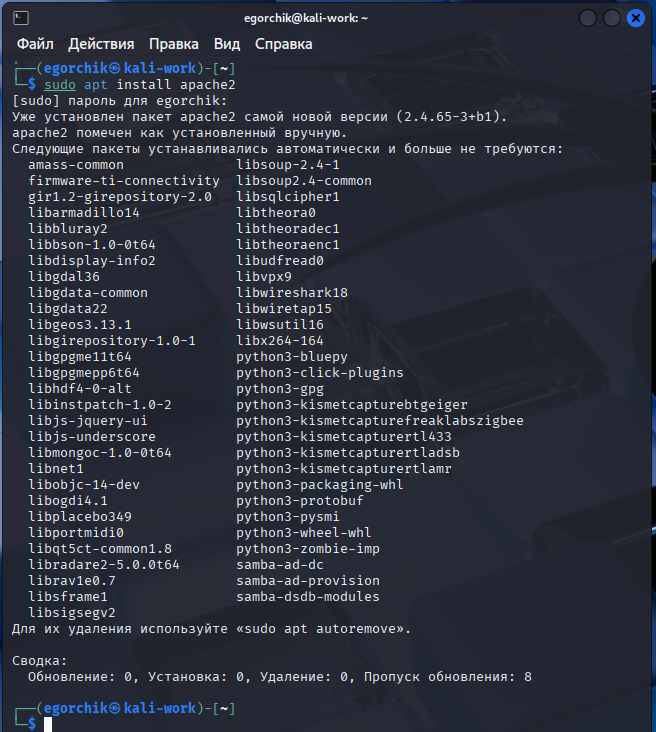 egorchik@kali-work: ~
Файл Действия Правка Вид Справка
┌──(egorchik㉿kali-work)-[~]
└─$ sudo apt install apache2
[sudo] пароль для egorchik:
Уже установлен пакет apache2 самой новой версии (2.4.65-3+b1).
apache2 помечен как установленный вручную.
Следующие пакеты устанавливались автоматически и больше не требуются:
amass-common libsoup-2.4-1
firmware-ti-connectivity libsoup2.4-common
gir1.2-girepository-2.0 libsqlcipher1
libarmadillo14 libtheora0
libbluray2 libtheoradec1
libbson-1.0-0t64 libtheoraenc1
libdisplay-info2 libudfread0
libgdal36 libvpx9
libgdata-common libwireshark18
libgdata22 libwiretap15
libgeos3.13.1 libwsutil16
libgirepository-1.0-1 libx264-164
libgpgme11t64 python3-bluepy
libgpgmepp6t64 python3-click-plugins
libhdf4-0-alt python3-gpg
libinstpatch-1.0-2 python3-kismetcapturebtgeiger
libjs-jquery-ui python3-kismetcapturefreaklabszigbee
libjs-underscore python3-kismetcapturertl433
libmongoc-1.0-0t64 python3-kismetcapturertladsb
libnet1 python3-kismetcapturertlamr
libobjc-14-dev python3-packaging-whl
libogdi4.1 python3-protobuf
libplacebo349 python3-pysmi
libportmidi0 python3-wheel-whl
libqt5ct-common1.8 python3-zombie-imp
libradare2-5.0.0t64 samba-ad-dc
librav1e0.7 samba-ad-provision
libsframe1 samba-dsdb-modules
libsigsegv2
Для их удаления используйте «sudo apt autoremove».
Сводка:
Обновление: 0, Установка: 0, Удаление: 0, Пропуск обновления: 8
┌──(egorchik㉿kali-work)-[~]
└─$